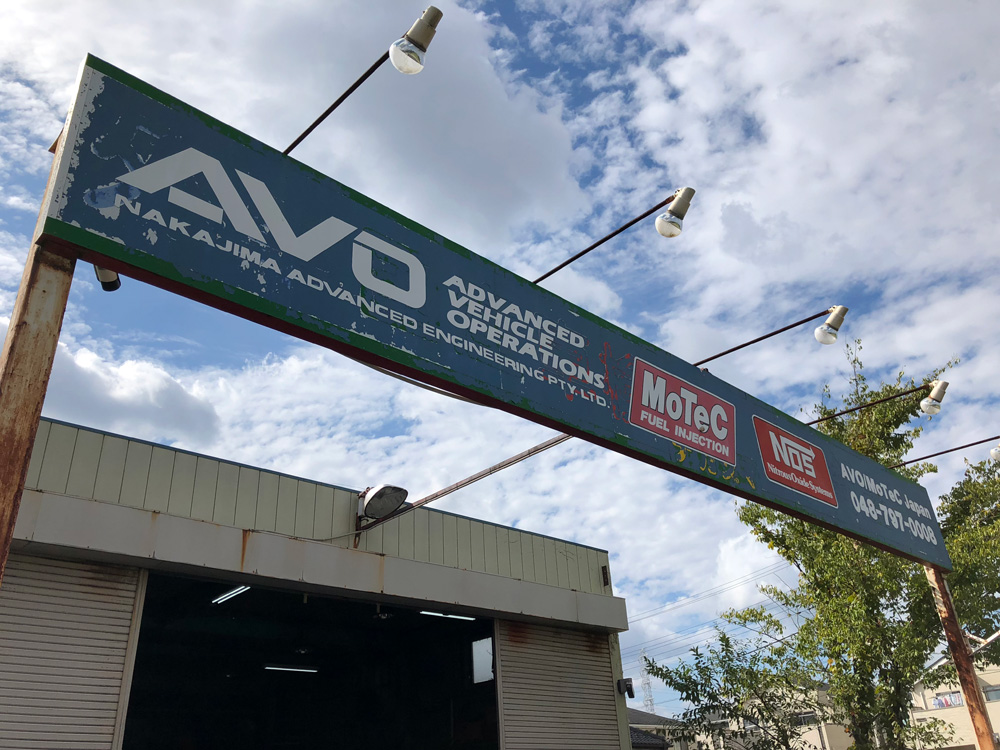 AVO
NAKAJIMA ADVANCED ENGINEERING PTY. LTD.
ADVANCED
VEHICLE
OPERATIONS
MoTeC
FUEL INJECTION
NOS
Nitrous Oxide Systems
AVO/MoTeC Japan
048-797-0008